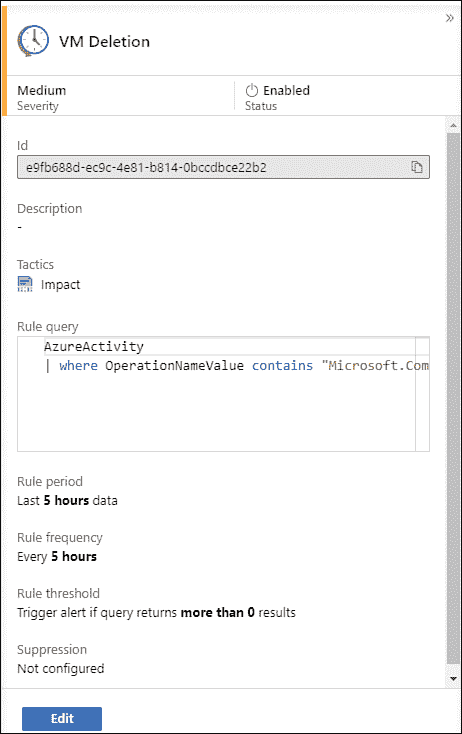 »
VM Deletion
Medium
Severity
Enabled
Status
Id
e9fb688d-ec9c-4e81-b814-0bccdbce22b2
Description
-
Tactics
Impact
Rule query
AzureActivity
| where OperationNameValue contains "Microsoft.Com
Rule period
Last 5 hours data
Rule frequency
Every 5 hours
Rule threshold
Trigger alert if query returns more than 0 results
Suppression
Not configured
Edit